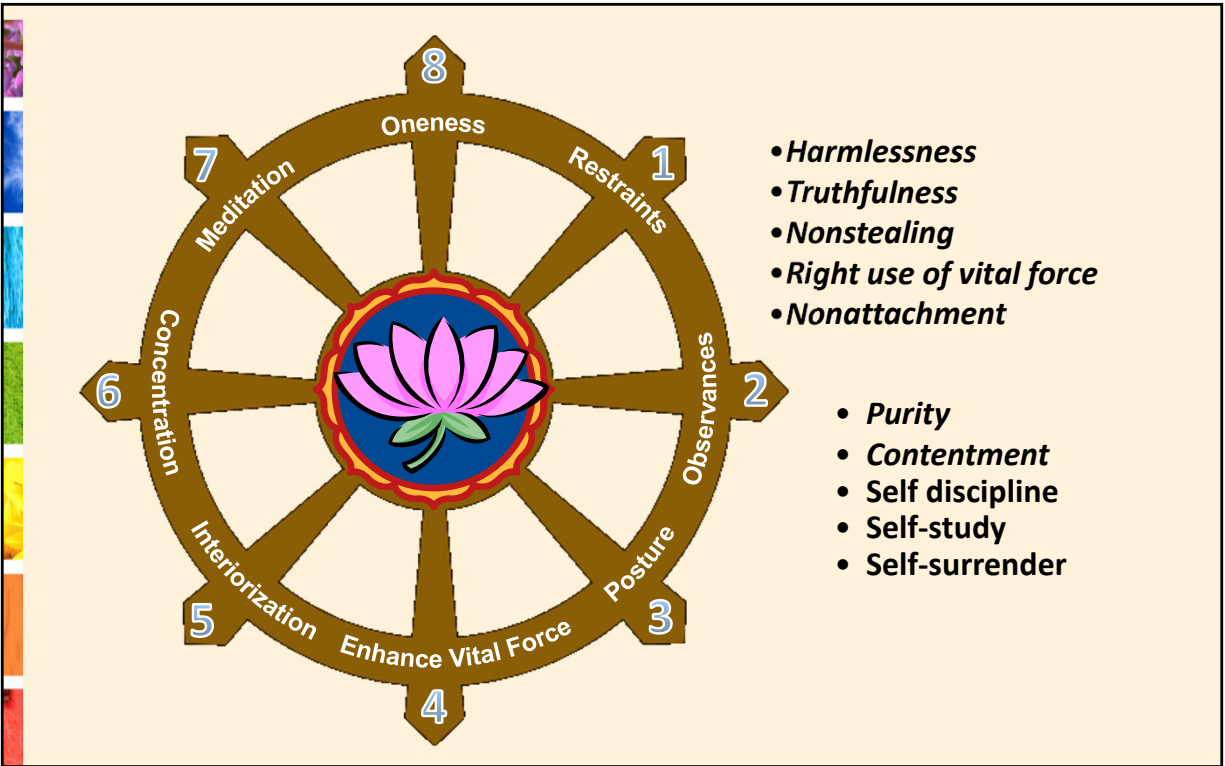 8
Oneness
1
Restraints
2
Observances
3
Posture
4
Enhance Vital Force
5
Interiorization
6
Concentration
7
Meditation
•Harmlessness
•Truthfulness
•Nonstealing
•Right use of vital force
•Nonattachment
• Purity
• Contentment
• Self discipline
• Self-study
• Self-surrender